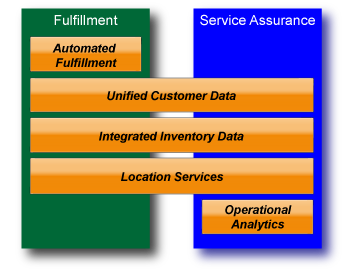 Fulfillment
Service Assurance
Automated
Fulfillment
Unified Customer Data
Integrated Inventory Data
Location Services
Operational
Analytics